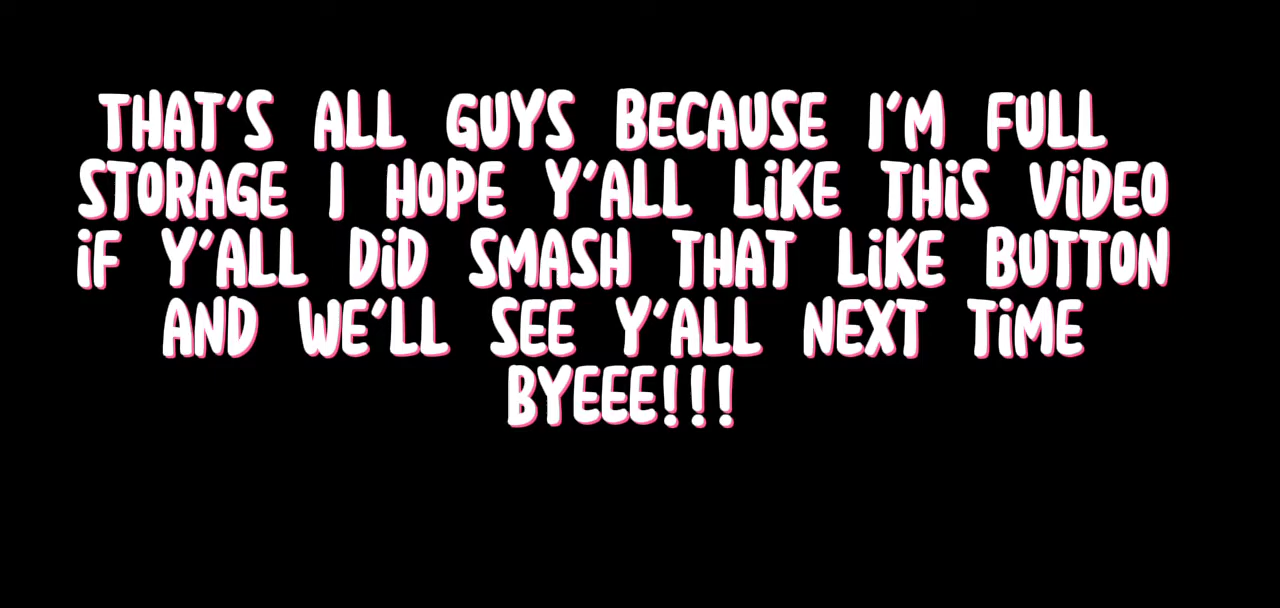 THAT'S ALL GUYS BECAUSE I'M FULL
STORAGE I HOPE Y'ALL LiKE THiS ViDEO
iF Y'ALL DiD SMASH THAT LiKE BUTTON
AND WE'LL SEE Y'ALL NEXT TiME
BYEEE!!!